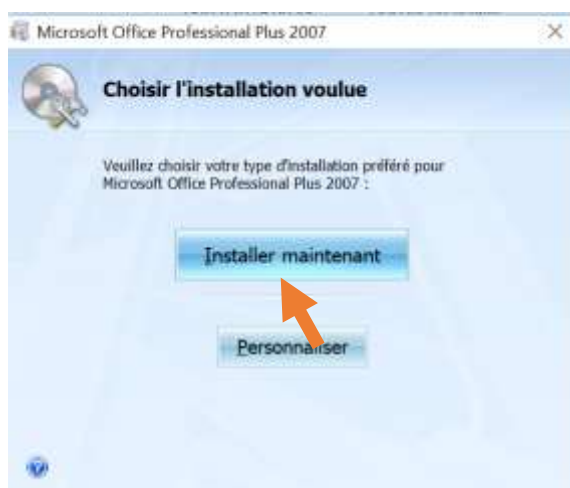 Microsoft Office Professional Plus 2007
Choisir l'installation voulue
Veuillez choisir votre type d'installation préféré pour
Microsoft Office Professional Plus 2007 :
Installer maintenant
Personnaliser